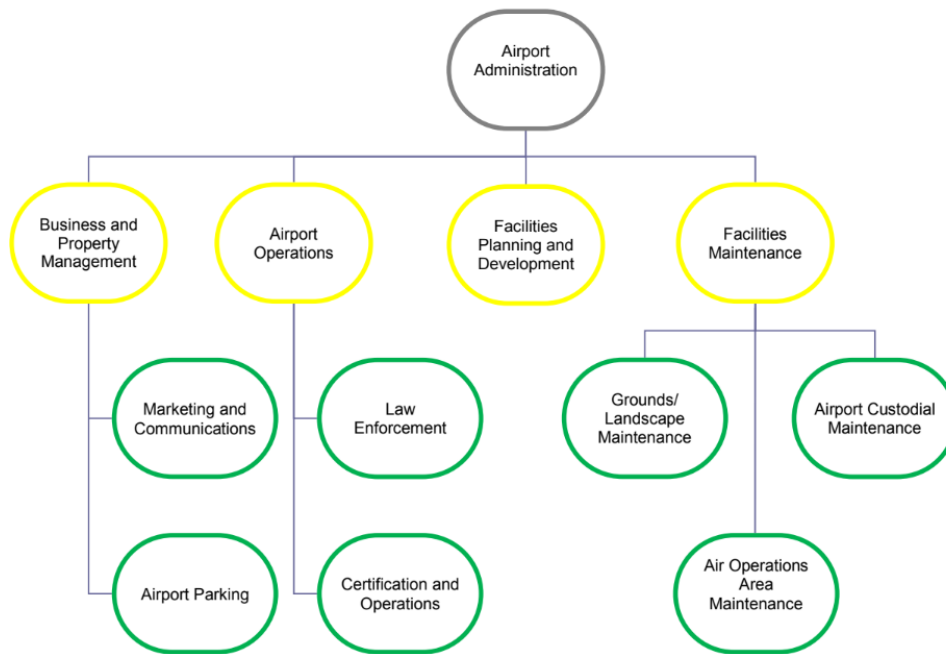 Airport
Administration
Business and
Property
Management
Airport
Operations
Facilities
Planning and
Development
Facilities
Maintenance
Marketing and
Communications
Law
Enforcement
Grounds/
Landscape
Maintenance
Airport Custodial
Maintenance
Airport Parking
Certification and
Operations
Air Operations
Area
Maintenance